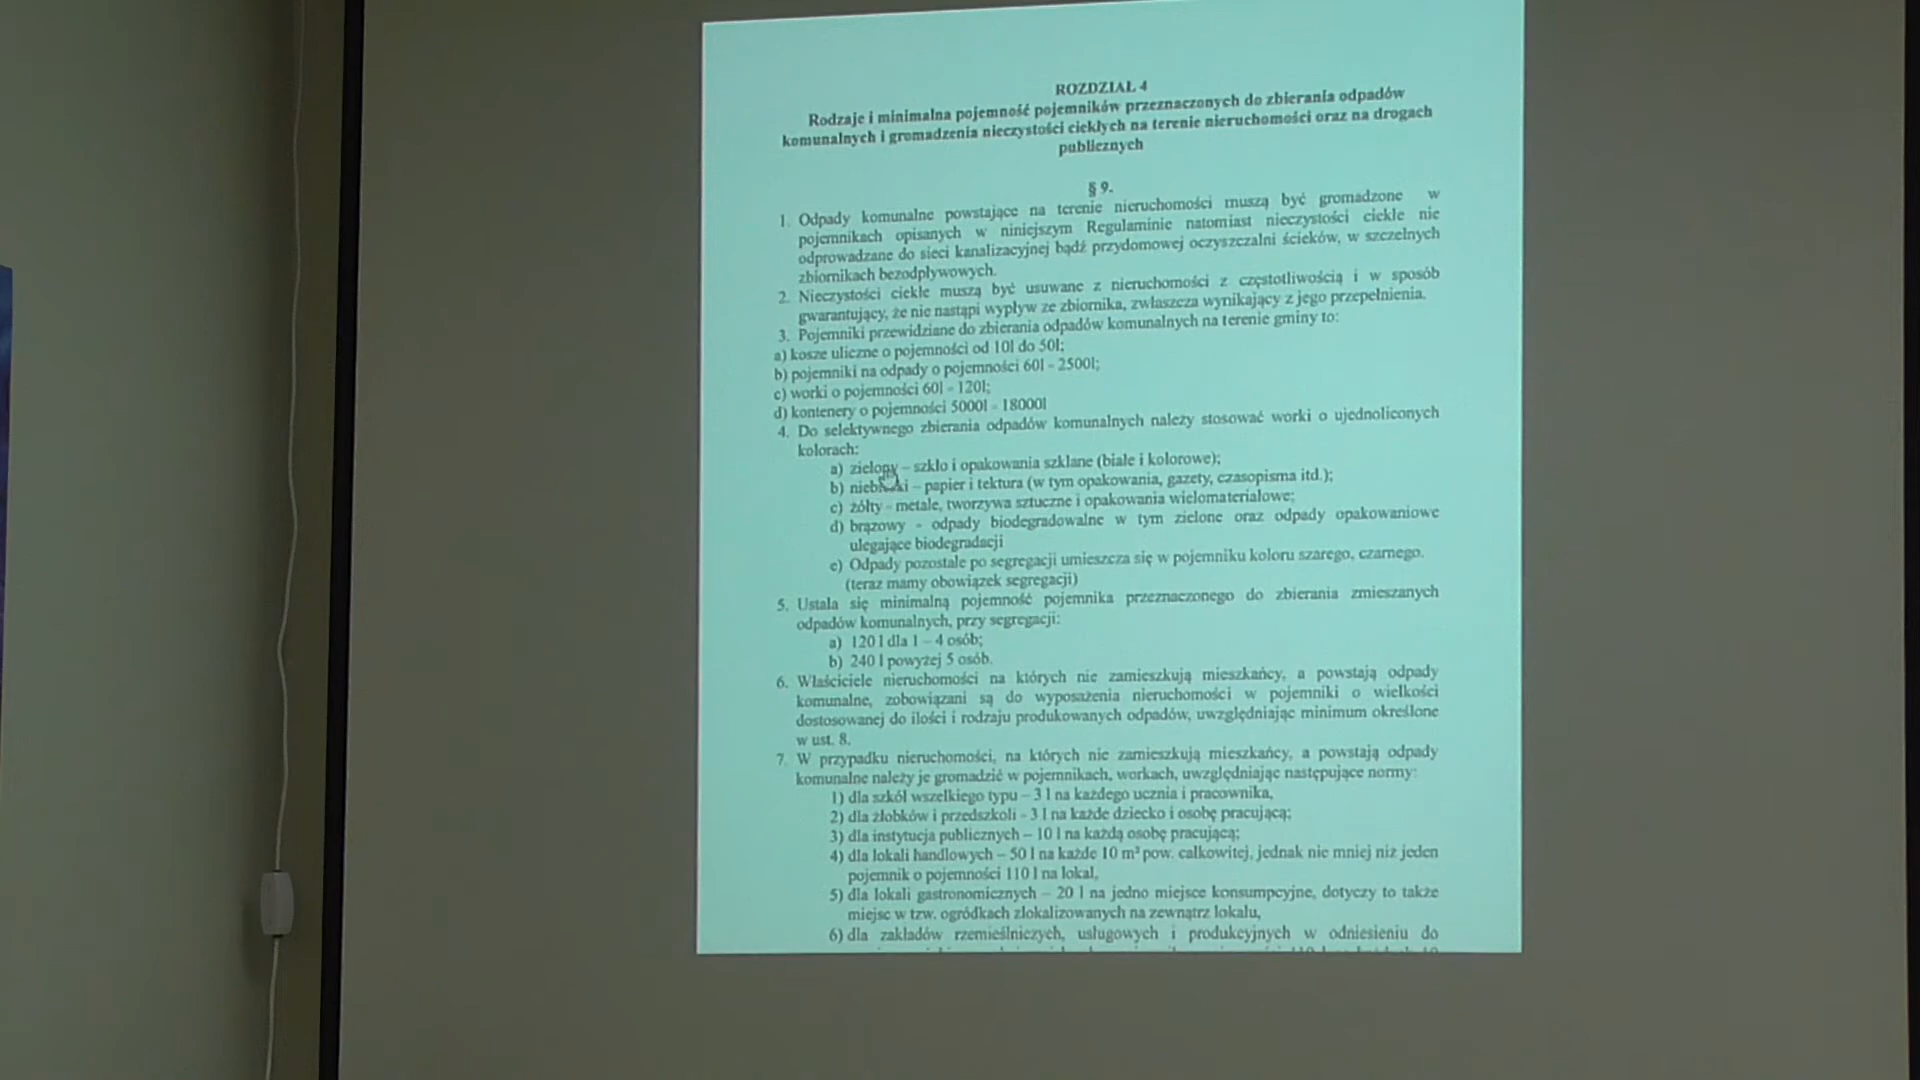 ROZDZIAŁ 4
Rodzaje i minimalna pojemność pojemników przeznaczonych do zbierania odpadów
komunalnych i gromadzenia nieczystości ciekłych na terenie nieruchomości oraz na drogach
publicznych
§ 9.
1. Odpady komunalne powstające na terenie nieruchomości muszą być gromadzone w
pojemnikach opisanych w niniejszym Regulaminie natomiast nieczystości ciekłe nie
odprowadzane do sieci kanalizacyjnej bądź przydomowej oczyszczalni ścieków, w szczelnych
zbiornikach bezodpływowych.
2. Nieczystości ciekłe muszą być usuwane z nieruchomości z częstotliwością i w sposób
gwarantujący, że nie nastąpi wypływ ze zbiornika, zwłaszcza wynikający z jego przepełnienia.
3. Pojemniki przewidziane do zbierania odpadów komunalnych na terenie gminy to:
a) kosze uliczne o pojemności od 10l do 50l;
b) pojemniki na odpady o pojemności 60l - 2500l;
c) worki o pojemności 60l - 120l;
d) kontenery o pojemności 5000l - 18000l
4. Do selektywnego zbierania odpadów komunalnych należy stosować worki o ujednoliconych
kolorach:
a) zielony – szkło i opakowania szklane (białe i kolorowe);
b) niebieski – papier i tektura (w tym opakowania, gazety, czasopisma itd.);
c) żółty - metale, tworzywa sztuczne i opakowania wielomateriałowe;
d) brązowy - odpady biodegradowalne w tym zielone oraz odpady opakowaniowe
ulegające biodegradacji
e) Odpady pozostałe po segregacji umieszcza się w pojemniku koloru szarego, czarnego.
(teraz mamy obowiązek segregacji)
5. Ustala się minimalną pojemność pojemnika przeznaczonego do zbierania zmieszanych
odpadów komunalnych, przy segregacji:
a) 120 l dla 1 – 4 osób;
b) 240 l powyżej 5 osób.
6. Właściciele nieruchomości na których nie zamieszkują mieszkańcy, a powstają odpady
komunalne, zobowiązani są do wyposażenia nieruchomości w pojemniki o wielkości
dostosowanej do ilości i rodzaju produkowanych odpadów, uwzględniając minimum określone
w ust. 8.
7. W przypadku nieruchomości, na których nie zamieszkują mieszkańcy, a powstają odpady
komunalne należy je gromadzić w pojemnikach, workach, uwzględniając następujące normy:
1) dla szkół wszelkiego typu – 3 l na każdego ucznia i pracownika,
2) dla żłobków i przedszkoli - 3 l na każde dziecko i osobę pracującą;
3) dla instytucja publicznych – 10 l na każdą osobę pracującą;
4) dla lokali handlowych – 50 l na każde 10 m² pow. całkowitej, jednak nie mniej niż jeden
pojemnik o pojemności 110 l na lokal,
5) dla lokali gastronomicznych – 20 l na jedno miejsce konsumpcyjne, dotyczy to także
miejsc w tzw. ogródkach zlokalizowanych na zewnątrz lokalu,
6) dla zakładów rzemieślniczych, usługowych i produkcyjnych w odniesieniu do